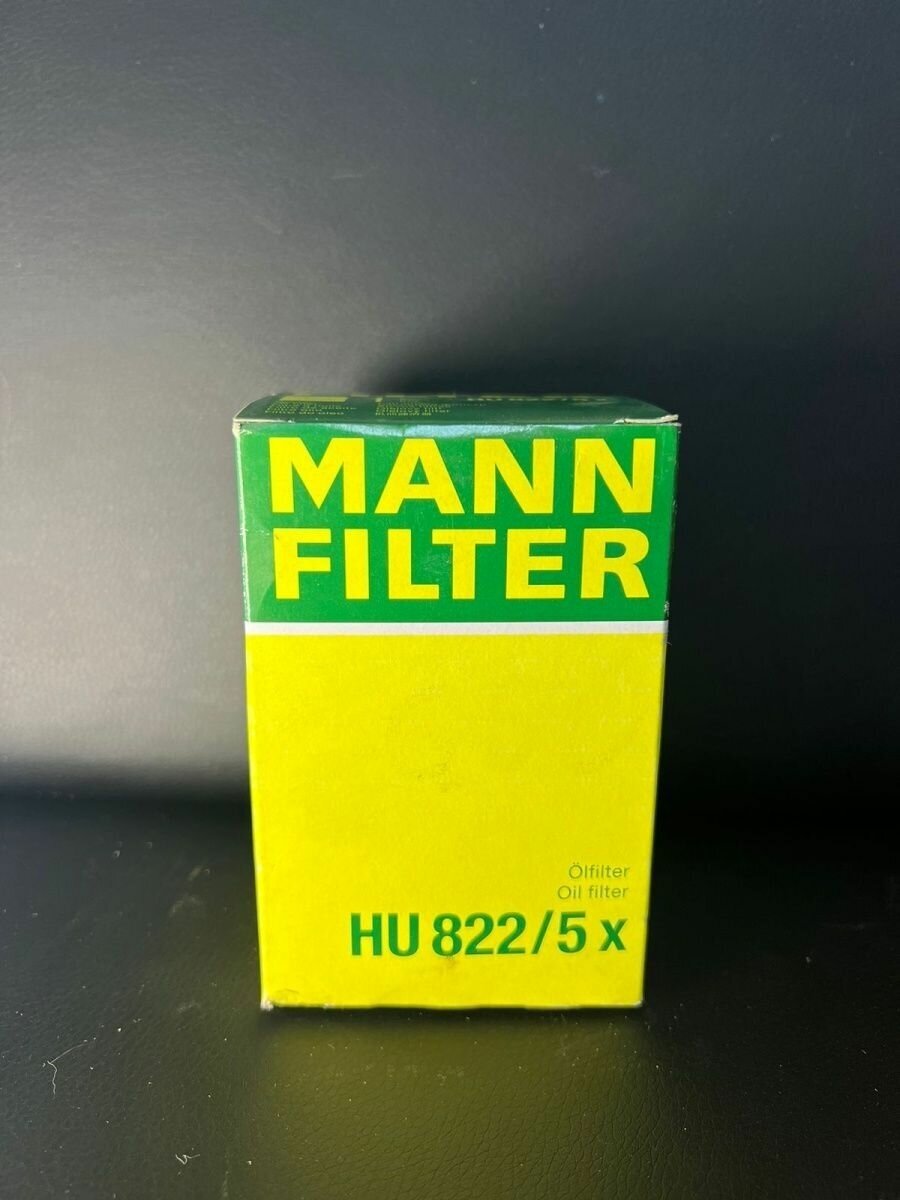 MANN
FILTER
Ölfilter
Oil filter
HU 822/5 x